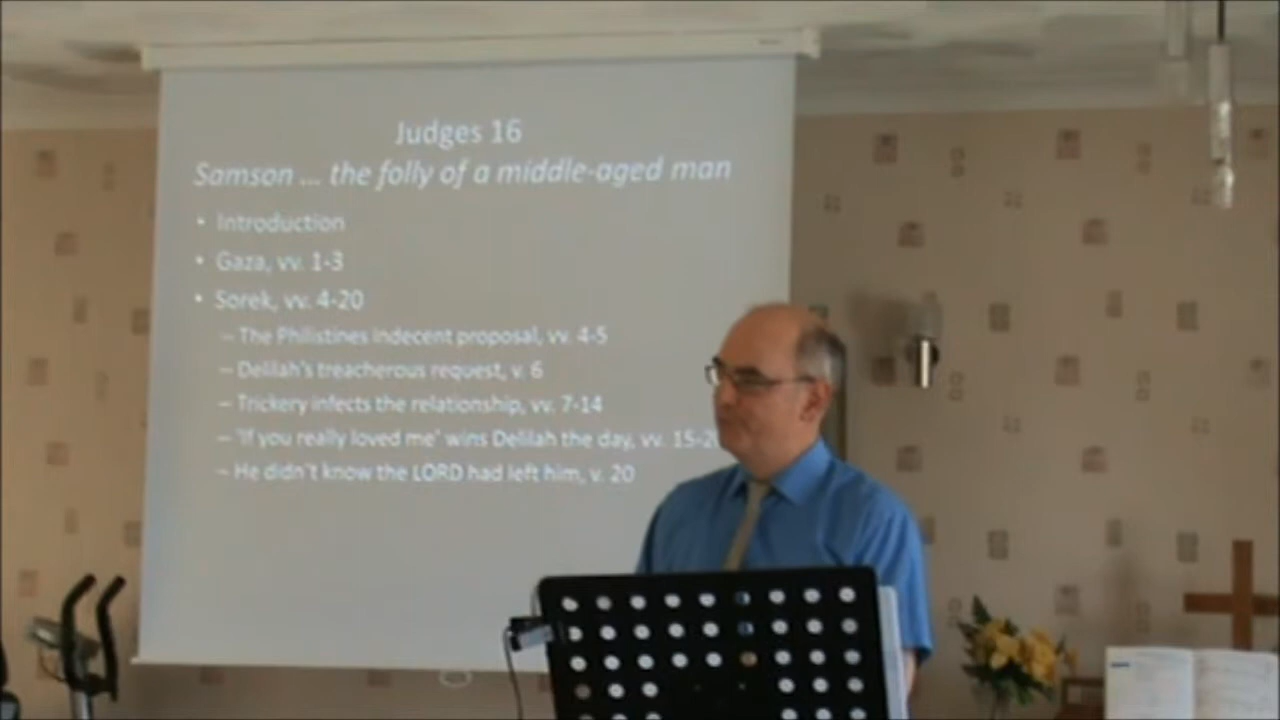 Judges 16
Samson ... the folly of a middle-aged man
• Introduction
• Gaza, vv. 1-3
• Sorek, vv. 4-20
– The Philistines indecent proposal, vv. 4-5
– Delilah's treacherous request, v. 6
– Trickery infects the relationship, vv. 7-14
– 'If you really loved me' wins Delilah the day, vv. 15-2
– He didn't know the LORD had left him, v. 20